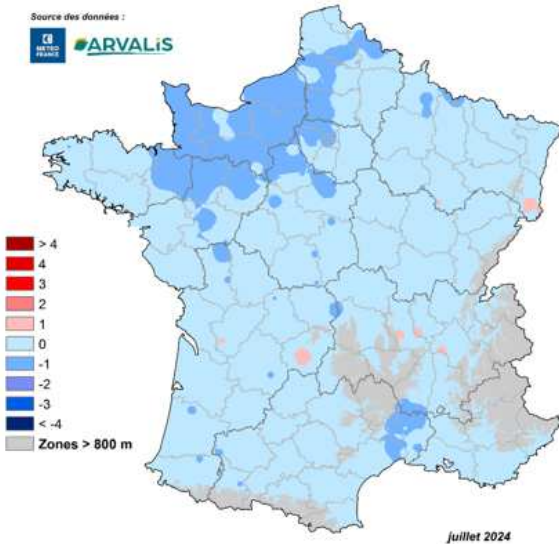 Source des données :
METEO
FRANCE
ARVALIS
> 4
4
3
2
1
0
-1
-2
-3
< -4
Zones > 800 m
juillet 2024